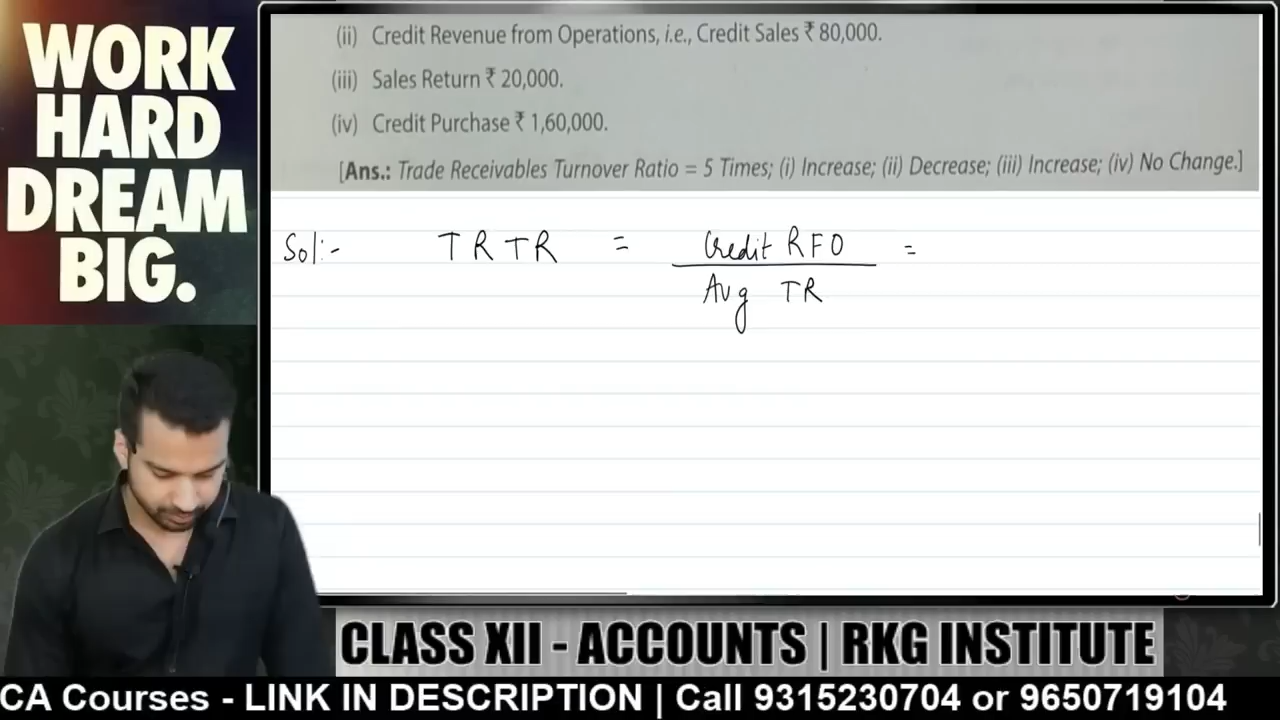 WORK
HARD
DREAM
BIG.
(ii) Credit Revenue from Operations, i.e., Credit Sales ₹ 80,000.
(iii) Sales Return ₹ 20,000.
(iv) Credit Purchase ₹ 1,60,000.
[Ans.: Trade Receivables Turnover Ratio = 5 Times; (i) Increase; (ii) Decrease; (iii) Increase; (iv) No Change.]
Sol:- TRTR = Credit RFO =
Avg TR
CLASS XII - ACCOUNTS | RKG INSTITUTE
CA Courses - LINK IN DESCRIPTION | Call 9315230704 or 9650719104